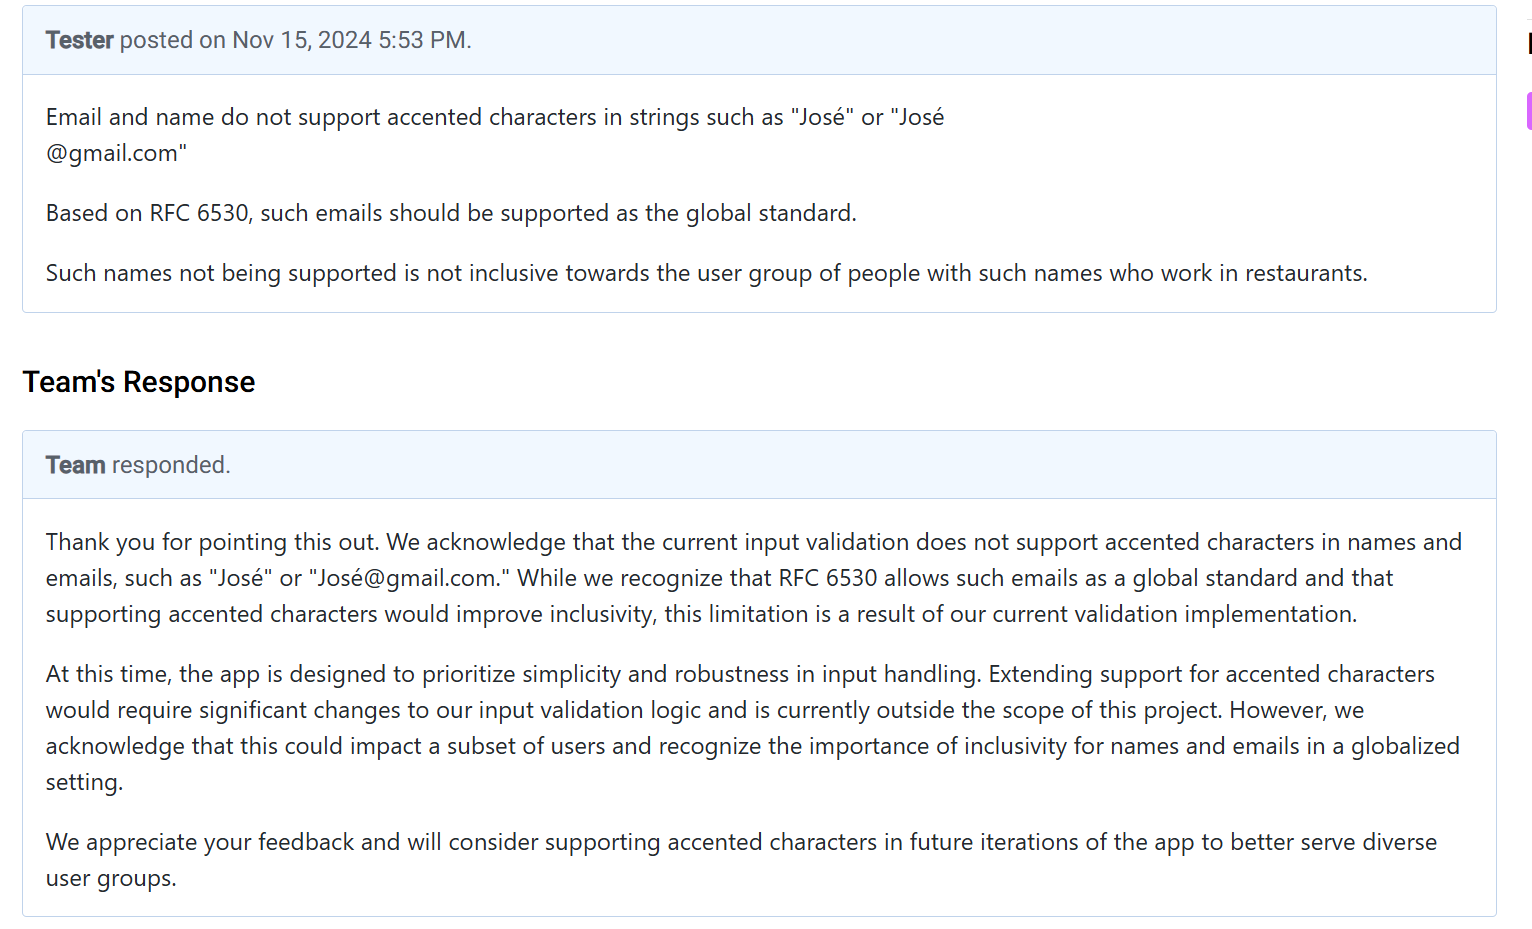 Tester posted on Nov 15, 2024 5:53 PM.
Email and name do not support accented characters in strings such as "José" or "José
@gmail.com"
Based on RFC 6530, such emails should be supported as the global standard.
Such names not being supported is not inclusive towards the user group of people with such names who work in restaurants.
Team's Response
Team responded.
Thank you for pointing this out. We acknowledge that the current input validation does not support accented characters in names and
emails, such as "José" or "José@gmail.com." While we recognize that RFC 6530 allows such emails as a global standard and that
supporting accented characters would improve inclusivity, this limitation is a result of our current validation implementation.
At this time, the app is designed to prioritize simplicity and robustness in input handling. Extending support for accented characters
would require significant changes to our input validation logic and is currently outside the scope of this project. However, we
acknowledge that this could impact a subset of users and recognize the importance of inclusivity for names and emails in a globalized
setting.
We appreciate your feedback and will consider supporting accented characters in future iterations of the app to better serve diverse
user groups.